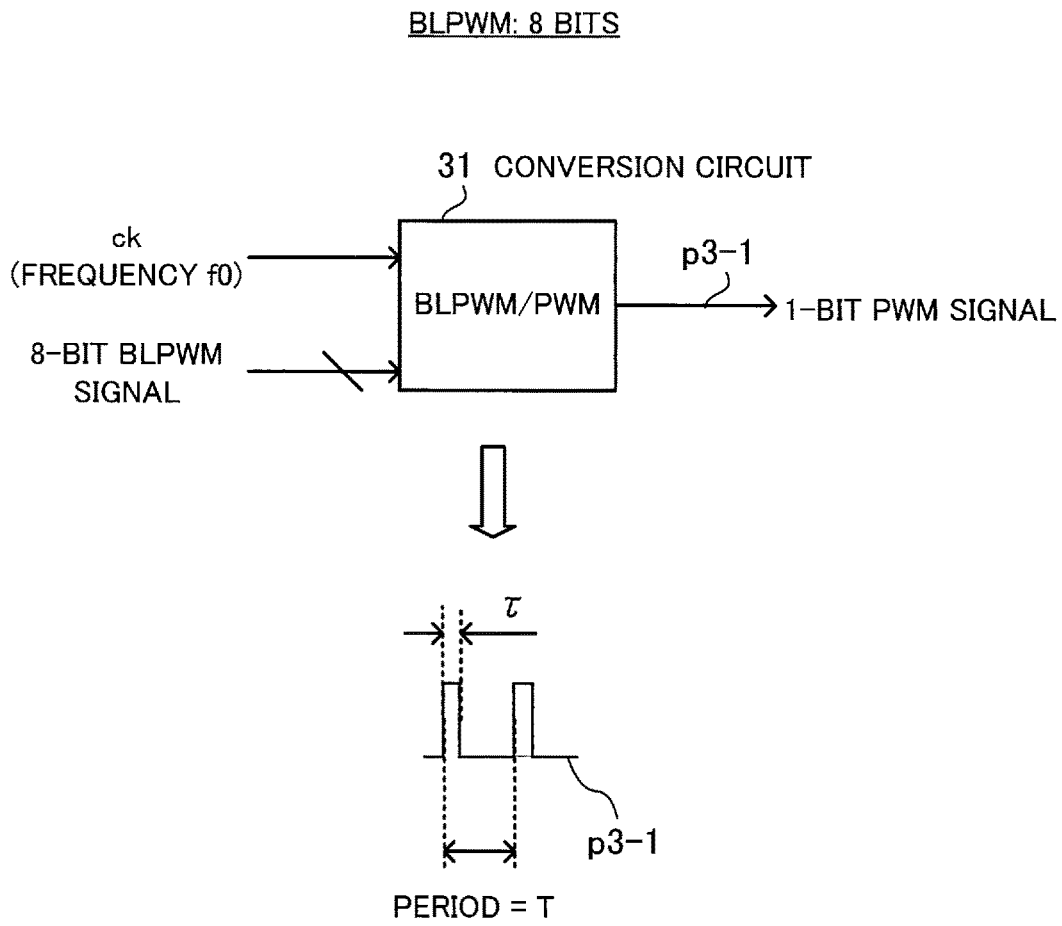 BLPWM: 8 BITS
31 CONVERSION CIRCUIT
ck
(FREQUENCY f0)
BLPWM/PWM
p3-1
1-BIT PWM SIGNAL
8-BIT BLPWM
SIGNAL
τ
p3-1
PERIOD = T